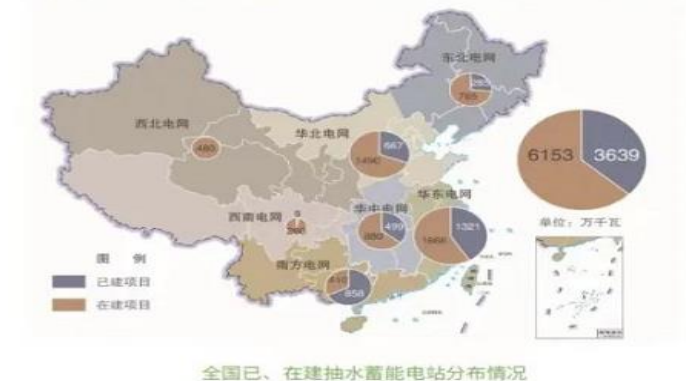 东北电网
765
西北电网
480
华北电网
667
1490
6153
3639
单位：万千瓦
华东电网
1321
华中电网
499
西南电网
9
南方电网
858
图 例
已建项目
在建项目
全国已、在建抽水蓄能电站分布情况